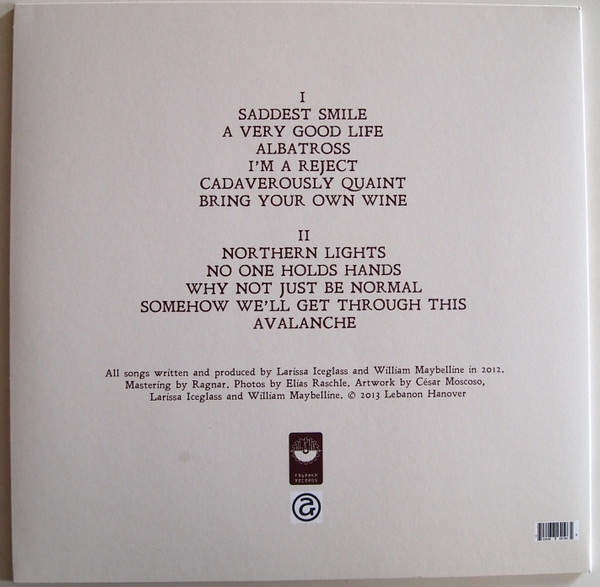 I
SADDEST SMILE
A VERY GOOD LIFE
ALBATROSS
I'M A REJECT
CADAVEROUSLY QUAINT
BRING YOUR OWN WINE
II
NORTHERN LIGHTS
NO ONE HOLDS HANDS
WHY NOT JUST BE NORMAL
SOMEHOW WE'LL GET THROUGH THIS
AVALANCHE
All songs written and produced by Larissa Iceglass and William Maybelline in 2012.
Mastering by Ragnar. Photos by Elias Raschle. Artwork by César Moscoso,
Larissa Iceglass and William Maybelline. © 2013 Lebanon Hanover
RECORDS
a